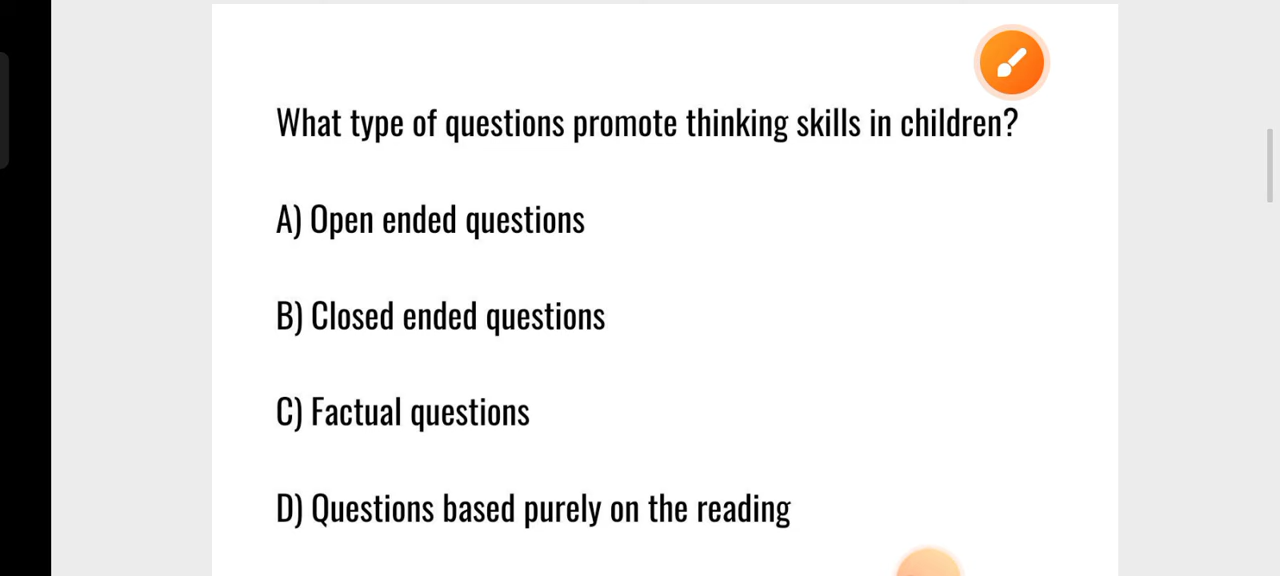 What type of questions promote thinking skills in children?
A) Open ended questions
B) Closed ended questions
C) Factual questions
D) Questions based purely on the reading